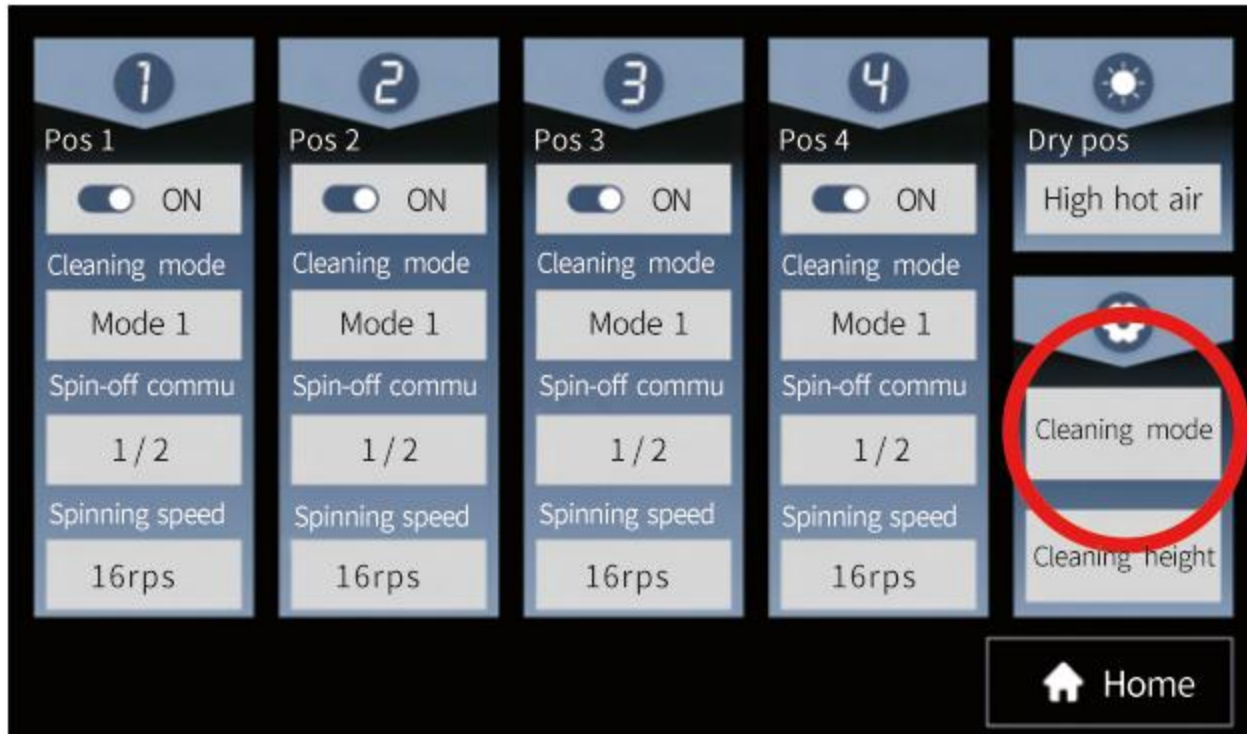 1
Pos 1
ON
Cleaning mode
Mode 1
Spin-off commu
1/2
Spinning speed
16rps
2
Pos 2
ON
Cleaning mode
Mode 1
Spin-off commu
1/2
Spinning speed
16rps
3
Pos 3
ON
Cleaning mode
Mode 1
Spin-off commu
1/2
Spinning speed
16rps
4
Pos 4
ON
Cleaning mode
Mode 1
Spin-off commu
1/2
Spinning speed
16rps
Dry pos
High hot air
Cleaning mode
Cleaning height
Home